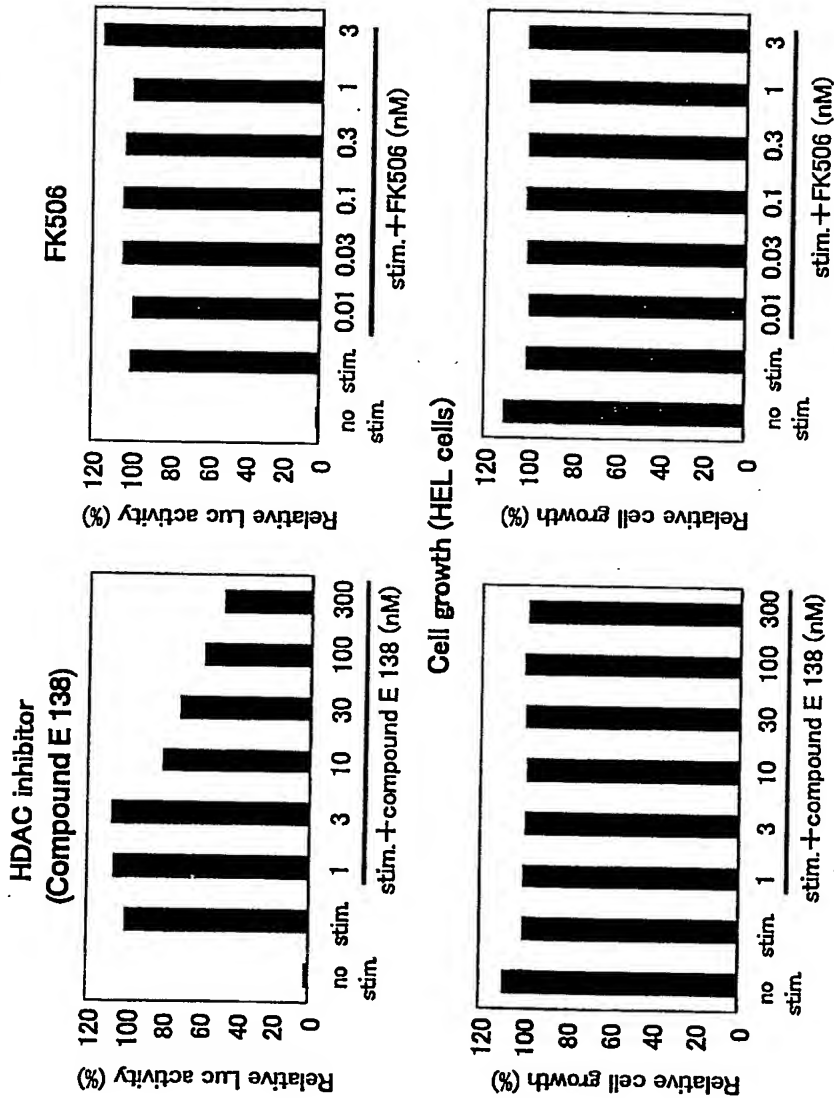 HDAC inhibitor
(Compound E 138)
Relative Luc activity (%)
120
100
80
60
40
20
0
no stim. stim. 1 3 10 30 100 300
stim.+compound E 138 (nM)
FK506
Relative Luc activity (%)
120
100
80
60
40
20
0
no stim. stim. 0.01 0.03 0.1 0.3 1 3
stim.+FK506 (nM)
Cell growth (HEL cells)
Relative cell growth (%)
120
100
80
60
40
20
0
no stim. stim. 1 3 10 30 100 300
stim.+compound E 138 (nM)
Relative cell growth (%)
120
100
80
60
40
20
0
no stim. stim. 0.01 0.03 0.1 0.3 1 3
stim.+FK506 (nM)